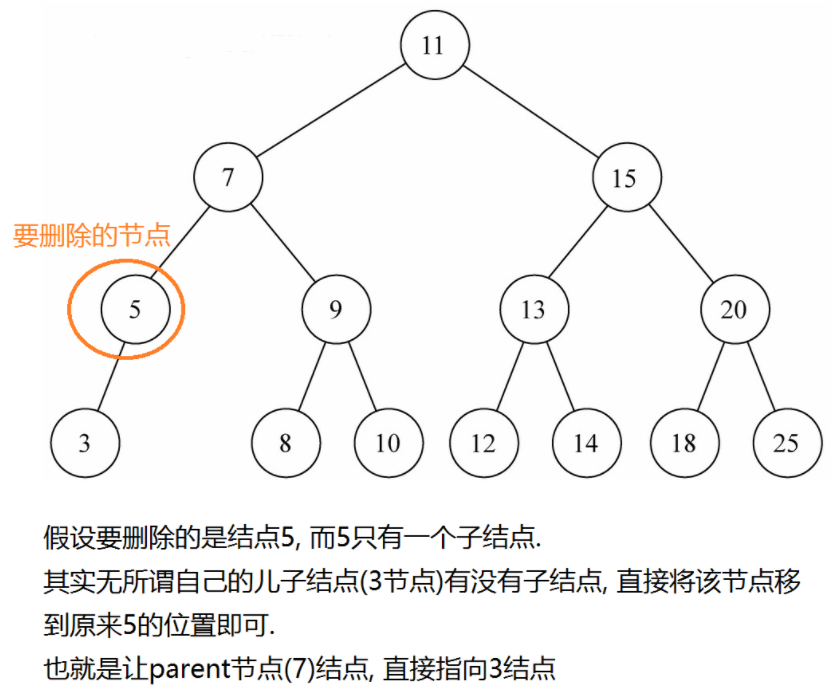 11
7
15
要删除的节点
5
9
13
20
3
8
10
12
14
18
25
假设要删除的是结点5, 而5只有一个子结点.
其实无所谓自己的儿子结点(3节点)有没有子结点, 直接将该节点移
到原来5的位置即可.
也就是让parent节点(7)结点, 直接指向3结点